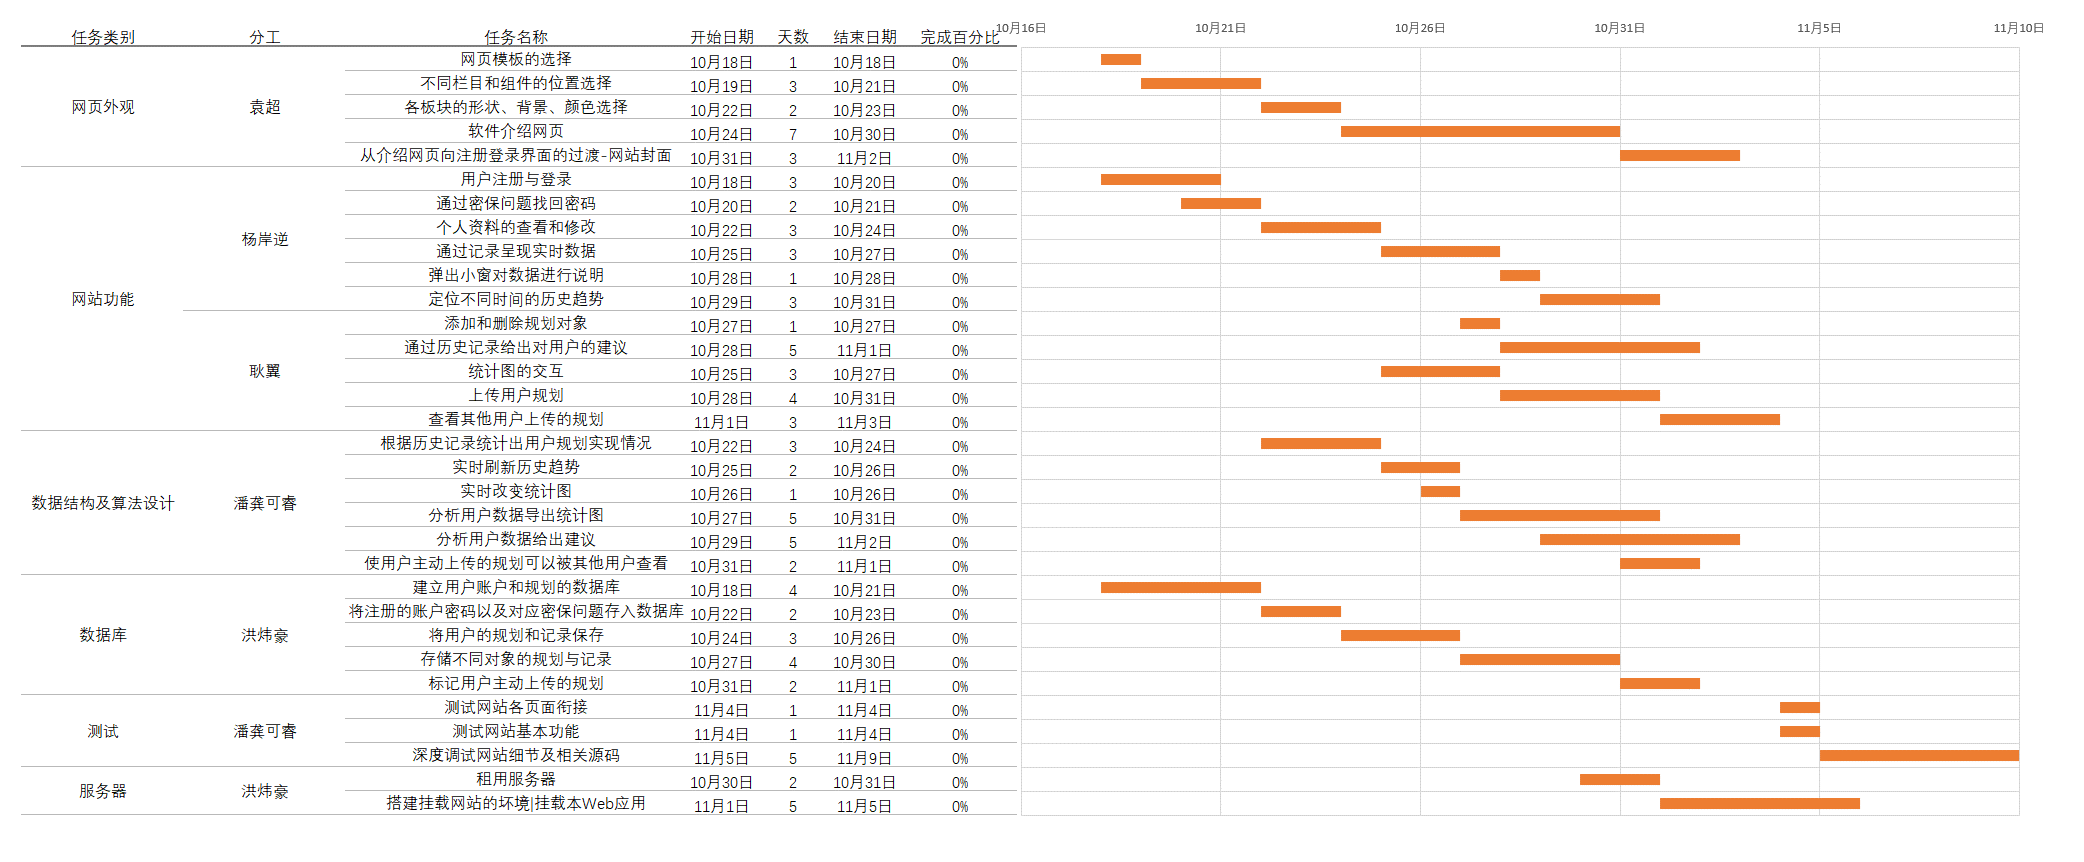 10月16日 10月21日 10月26日 10月31日 11月5日 11月10日
任务类别 分工 任务名称 开始日期 天数 结束日期 完成百分比
网页外观 袁超 网页模板的选择 10月18日 1 10月18日 0%
不同栏目和组件的位置选择 10月19日 3 10月21日 0%
各板块的形状、背景、颜色选择 10月22日 2 10月23日 0%
软件介绍网页 10月24日 7 10月30日 0%
从介绍网页向注册登录界面的过渡-网站封面 10月31日 3 11月2日 0%
网站功能 杨岸逆 用户注册与登录 10月18日 3 10月20日 0%
通过密保问题找回密码 10月20日 2 10月21日 0%
个人资料的查看和修改 10月22日 3 10月24日 0%
通过记录呈现实时数据 10月25日 3 10月27日 0%
弹出小窗对数据进行说明 10月28日 1 10月28日 0%
定位不同时间的历史趋势 10月29日 3 10月31日 0%
耿翼 添加和删除规划对象 10月27日 1 10月27日 0%
通过历史记录给出对用户的建议 10月28日 5 11月1日 0%
统计图的交互 10月25日 3 10月27日 0%
上传用户规划 10月28日 4 10月31日 0%
查看其他用户上传的规划 11月1日 3 11月3日 0%
数据结构及算法设计 潘龚可睿 根据历史记录统计出用户规划实现情况 10月22日 3 10月24日 0%
实时刷新历史趋势 10月25日 2 10月26日 0%
实时改变统计图 10月26日 1 10月26日 0%
分析用户数据导出统计图 10月27日 5 10月31日 0%
分析用户数据给出建议 10月29日 5 11月2日 0%
使用户主动上传的规划可以被其他用户查看 10月31日 2 11月1日 0%
数据库 洪炜豪 建立用户账户和规划的数据库 10月18日 4 10月21日 0%
将注册的账户密码以及对应密保问题存入数据库 10月22日 2 10月23日 0%
将用户的规划和记录保存 10月24日 3 10月26日 0%
存储不同对象的规划与记录 10月27日 4 10月30日 0%
标记用户主动上传的规划 10月31日 2 11月1日 0%
测试 潘龚可睿 测试网站各页面衔接 11月4日 1 11月4日 0%
测试网站基本功能 11月4日 1 11月4日 0%
深度调试网站细节及相关源码 11月5日 5 11月9日 0%
服务器 洪炜豪 租用服务器 10月30日 2 10月31日 0%
搭建挂载网站的环境|挂载本Web应用 11月1日 5 11月5日 0%